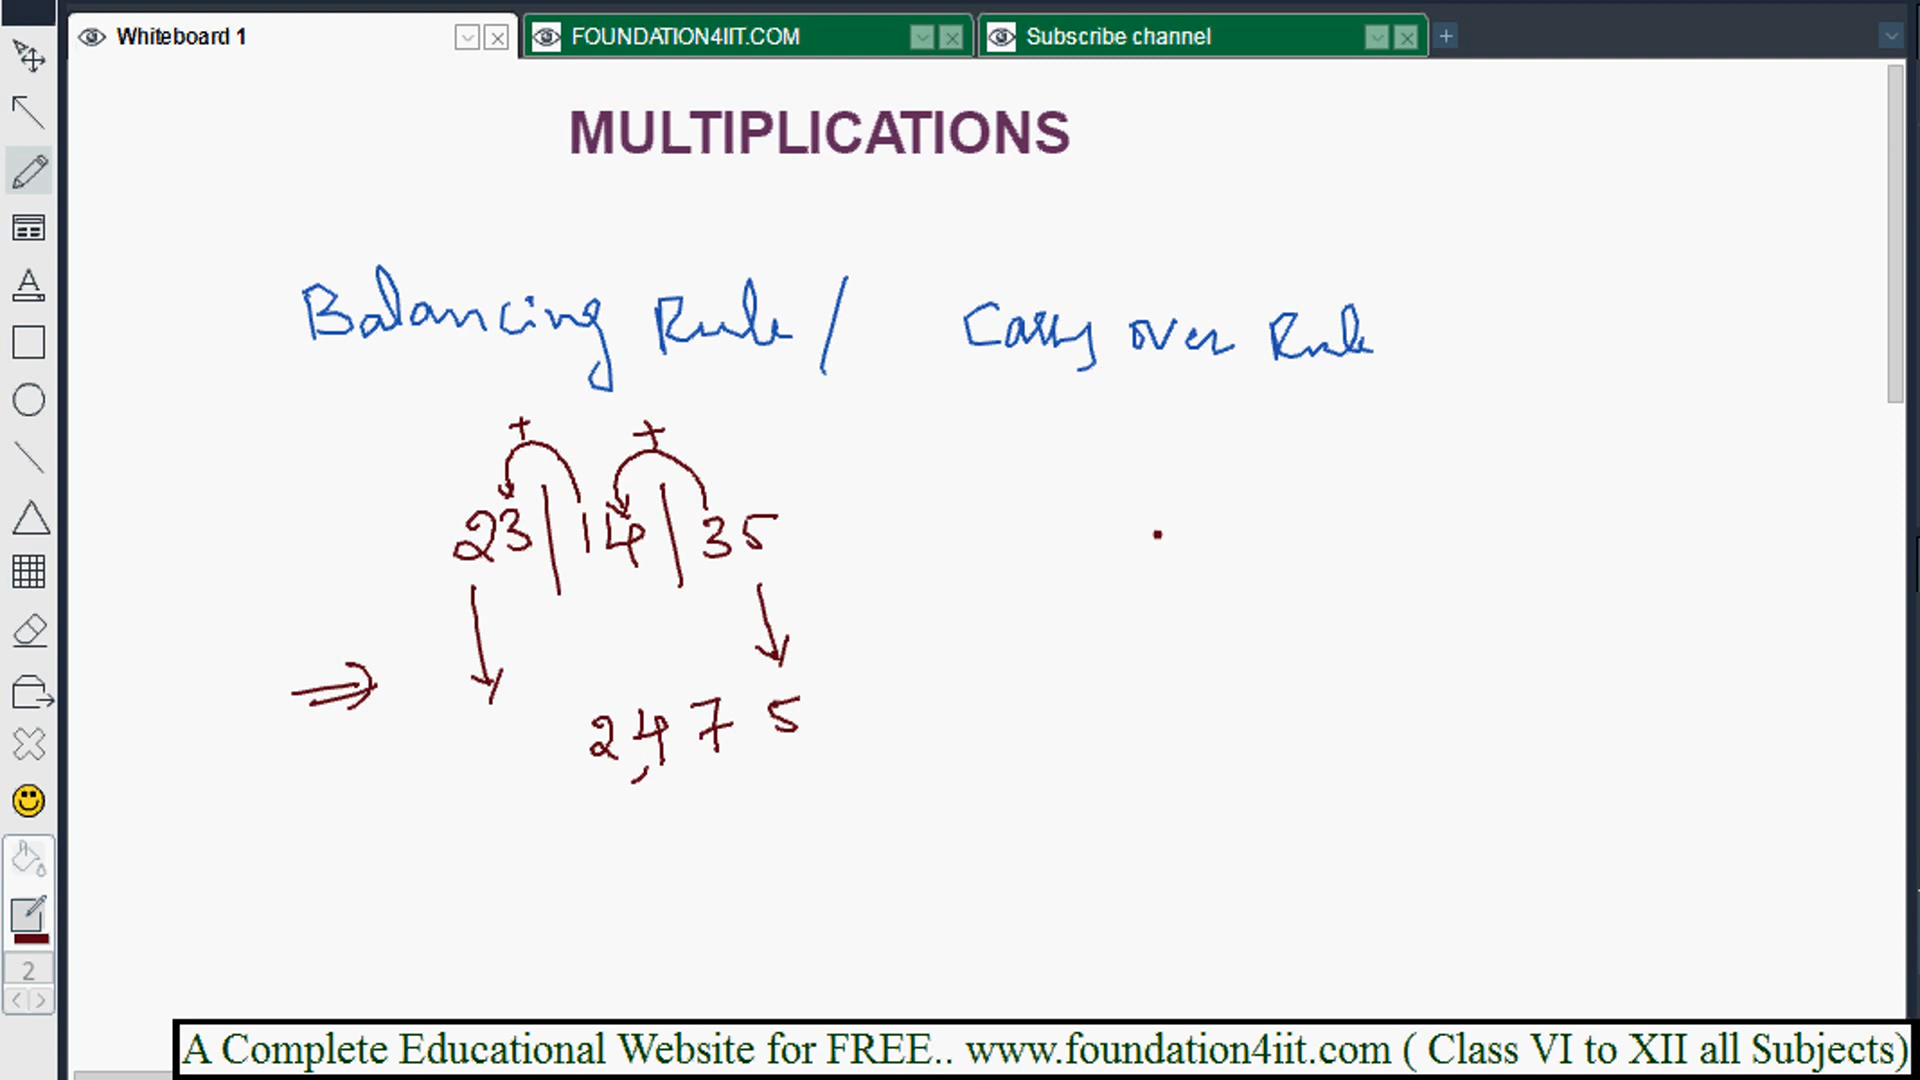 Whiteboard 1 FOUNDATION4IIT.COM Subscribe channel
MULTIPLICATIONS
Balancing Rule / Carry over Rule
+ +
23 | 14 | 35
2,475
2
A Complete Educational Website for FREE.. www.foundation4iit.com ( Class VI to XII all Subjects)